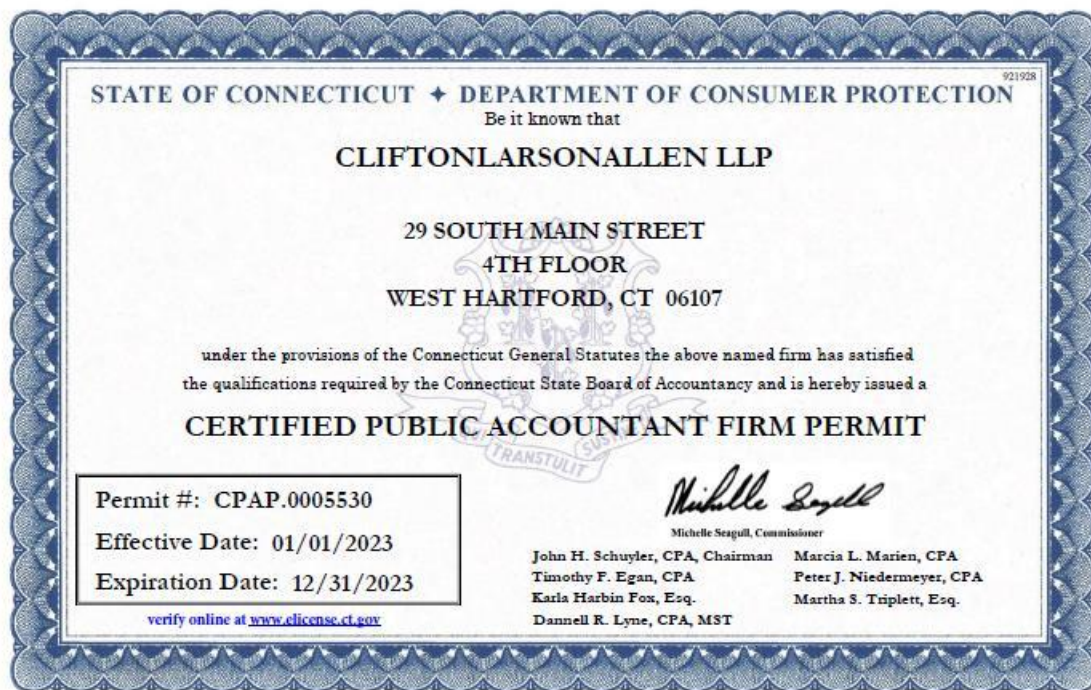 921928
STATE OF CONNECTICUT ✦ DEPARTMENT OF CONSUMER PROTECTION
Be it known that
CLIFTONLARSONALLEN LLP
29 SOUTH MAIN STREET
4TH FLOOR
WEST HARTFORD, CT 06107
under the provisions of the Connecticut General Statutes the above named firm has satisfied
the qualifications required by the Connecticut State Board of Accountancy and is hereby issued a
CERTIFIED PUBLIC ACCOUNTANT FIRM PERMIT
TRANSTULIT
Permit #: CPAP.0005530
Effective Date: 01/01/2023
Expiration Date: 12/31/2023
verify online at www.elicense.ct.gov
Michelle Seagull, Commissioner
John H. Schuyler, CPA, Chairman
Timothy F. Egan, CPA
Karla Harbin Fox, Esq.
Dannell R. Lyne, CPA, MST
Marcia L. Marien, CPA
Peter J. Niedermeyer, CPA
Martha S. Triplett, Esq.